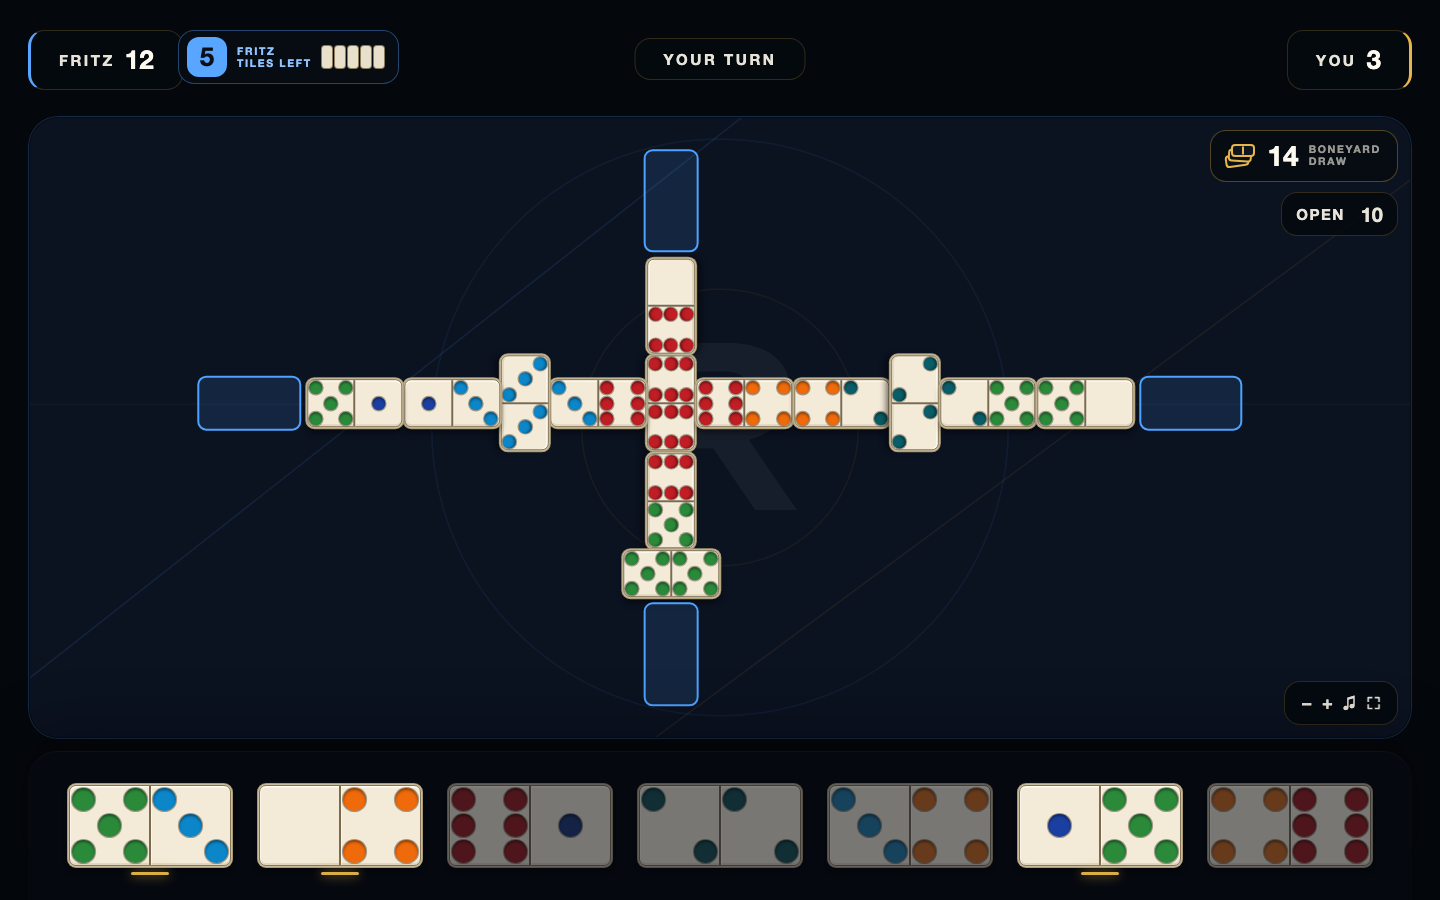 FRITZ 12
5
FRITZ
TILES LEFT
YOUR TURN
YOU 3
14
BONEYARD
DRAW
OPEN 10
R
- +